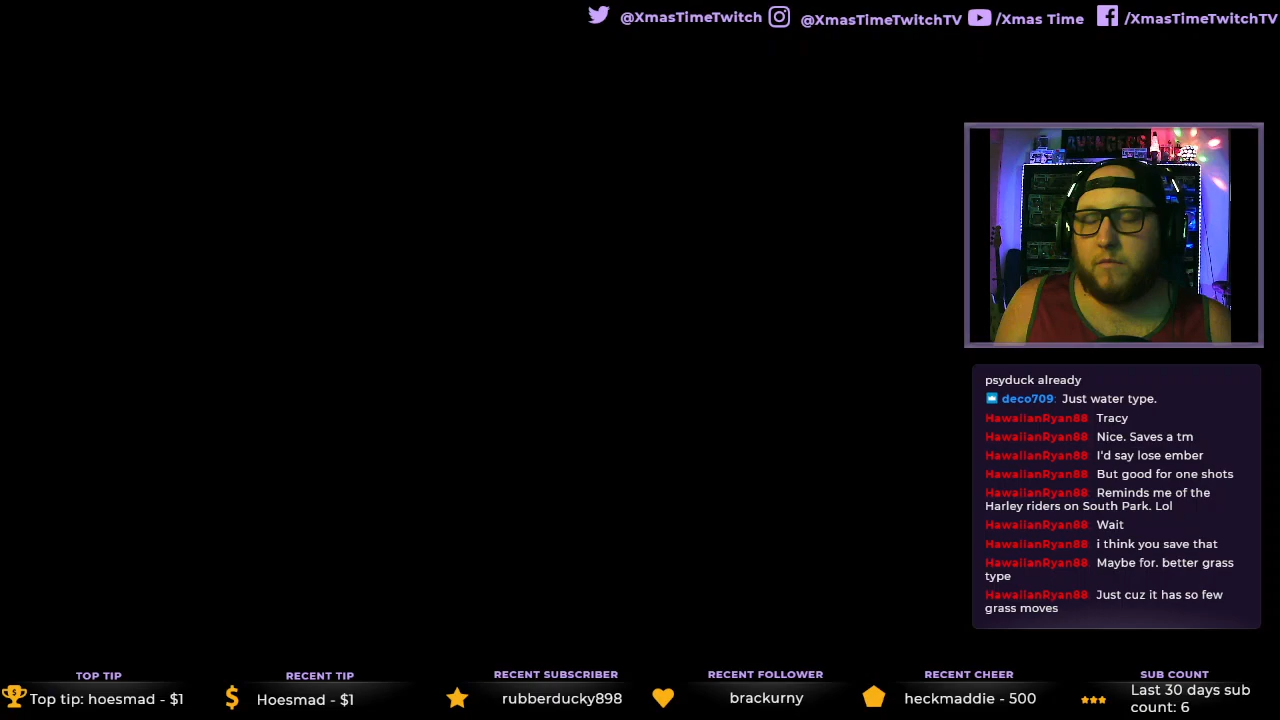 @XmasTimeTwitch @XmasTimeTwitchTV /Xmas Time /XmasTimeTwitchTV
AVENGERS
psyduck already
deco709: Just water type.
HawaiianRyan88 Tracy
HawaiianRyan88 Nice. Saves a tm
HawaiianRyan88 I'd say lose ember
HawaiianRyan88 But good for one shots
HawaiianRyan88 Reminds me of the
Harley riders on South Park. Lol
HawaiianRyan88 Wait
HawaiianRyan88 i think you save that
HawaiianRyan88 Maybe for. better grass
type
HawaiianRyan88 Just cuz it has so few
grass moves
TOP TIP
Top tip: hoesmad - $1
RECENT TIP
Hoesmad - $1
RECENT SUBSCRIBER
rubberducky898
RECENT FOLLOWER
brackurny
RECENT CHEER
heckmaddie - 500
SUB COUNT
Last 30 days sub
count: 6